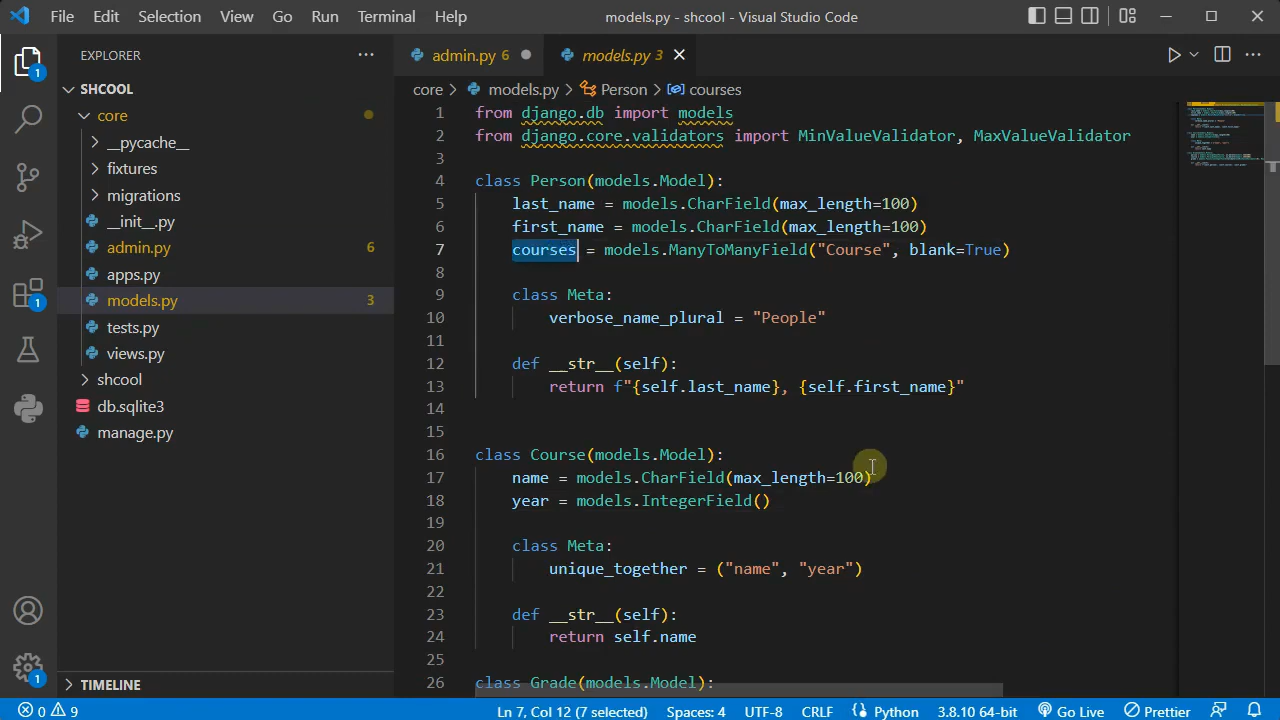 File Edit Selection View Go Run Terminal Help models.py - shcool - Visual Studio Code
EXPLORER
SHCOOL
core
__pycache__
fixtures
migrations
__init__.py
admin.py 6
apps.py
models.py 3
tests.py
views.py
shcool
db.sqlite3
manage.py
TIMELINE
1
1
1
admin.py 6 models.py 3
core > models.py > Person > courses
1 from django.db import models
2 from django.core.validators import MinValueValidator, MaxValueValidator
3
4 class Person(models.Model):
5 last_name = models.CharField(max_length=100)
6 first_name = models.CharField(max_length=100)
7 courses = models.ManyToManyField("Course", blank=True)
8
9 class Meta:
10 verbose_name_plural = "People"
11
12 def __str__(self):
13 return f"{self.last_name}, {self.first_name}"
14
15
16 class Course(models.Model):
17 name = models.CharField(max_length=100)
18 year = models.IntegerField()
19
20 class Meta:
21 unique_together = ("name", "year")
22
23 def __str__(self):
24 return self.name
25
26 class Grade(models.Model):
0 9 Ln 7, Col 12 (7 selected) Spaces: 4 UTF-8 CRLF Python 3.8.10 64-bit Go Live Prettier